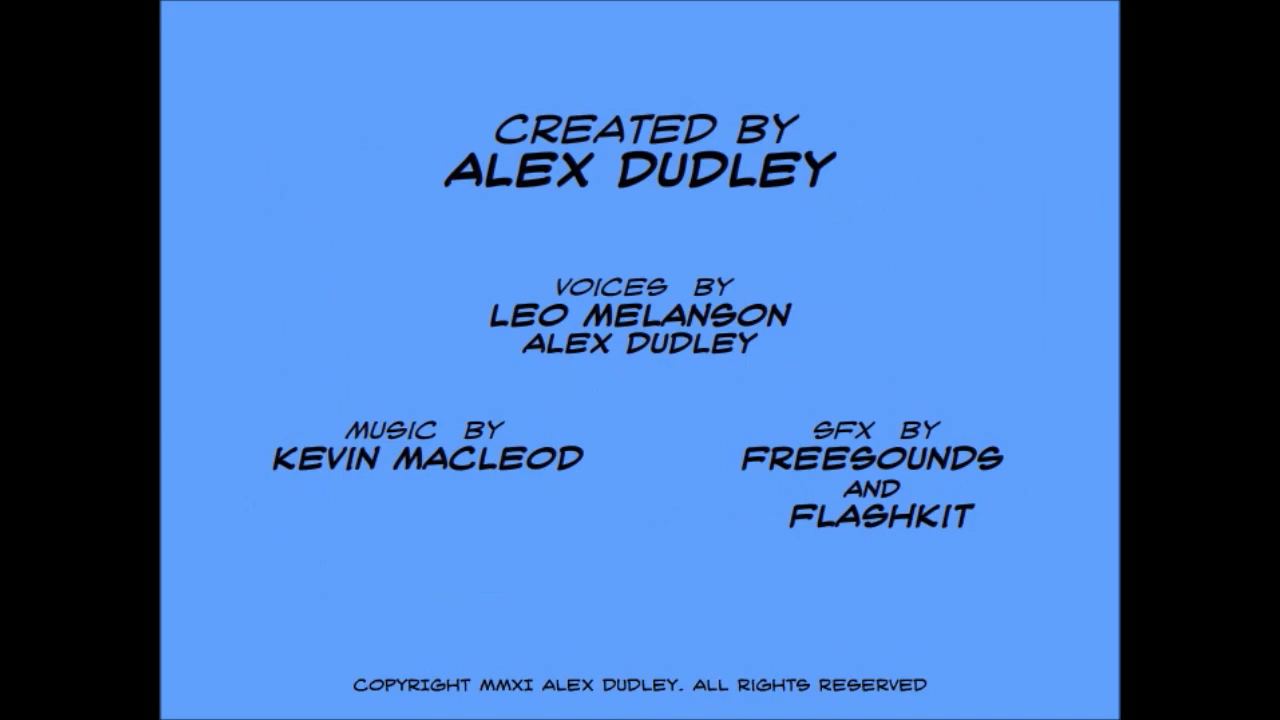 CREATED BY
ALEX DUDLEY
VOICES BY
LEO MELANSON
ALEX DUDLEY
MUSIC BY
KEVIN MACLEOD
SFX BY
FREESOUNDS
AND
FLASHKIT
COPYRIGHT MMXI ALEX DUDLEY. ALL RIGHTS RESERVED